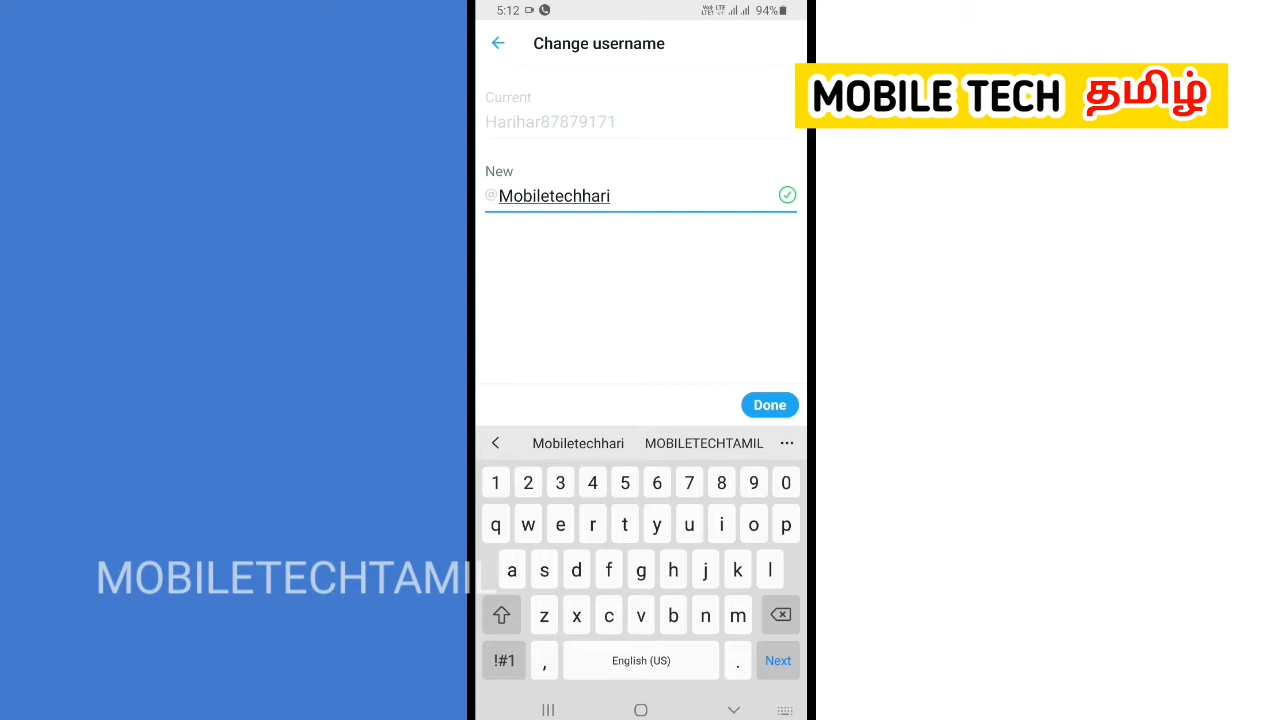 5:12 94%
Change username
MOBILE TECH தமிழ்
Current
Harihar87879171
New
@Mobiletechhari
Done
Mobiletechhari MOBILETECHTAMIL ...
1 2 3 4 5 6 7 8 9 0
q w e r t y u i o p
a s d f g h j k l
MOBILETECHTAMIL
z x c v b n m
!#1 , English (US) . Next